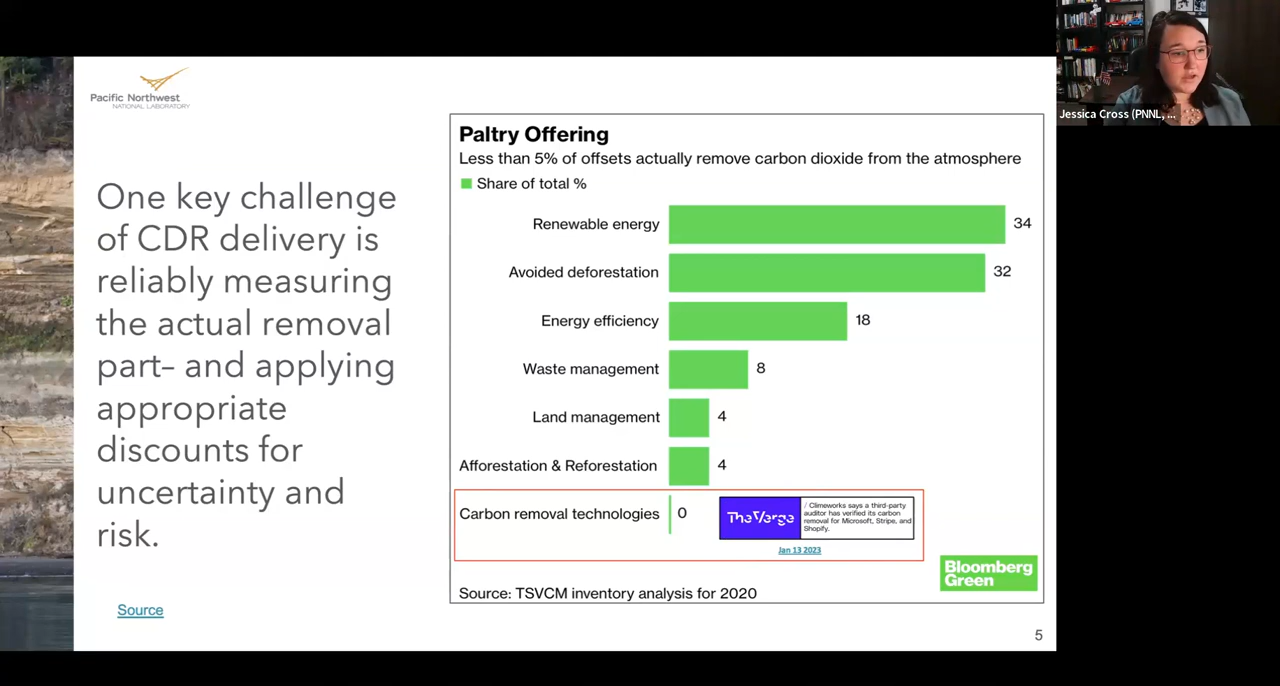 Pacific Northwest
NATIONAL LABORATORY
One key challenge
of CDR delivery is
reliably measuring
the actual removal
part– and applying
appropriate
discounts for
uncertainty and
risk.
Source
Paltry Offering
Less than 5% of offsets actually remove carbon dioxide from the atmosphere
Share of total %
Renewable energy 34
Avoided deforestation 32
Energy efficiency 18
Waste management 8
Land management 4
Afforestation & Reforestation 4
Carbon removal technologies 0
The Verge
/ Climeworks says a third-party
auditor has verified its carbon
removal for Microsoft, Stripe, and
Shopify.
Jan 13 2023
Bloomberg
Green
Source: TSVCM inventory analysis for 2020
5
Jessica Cross (PNNL, ...